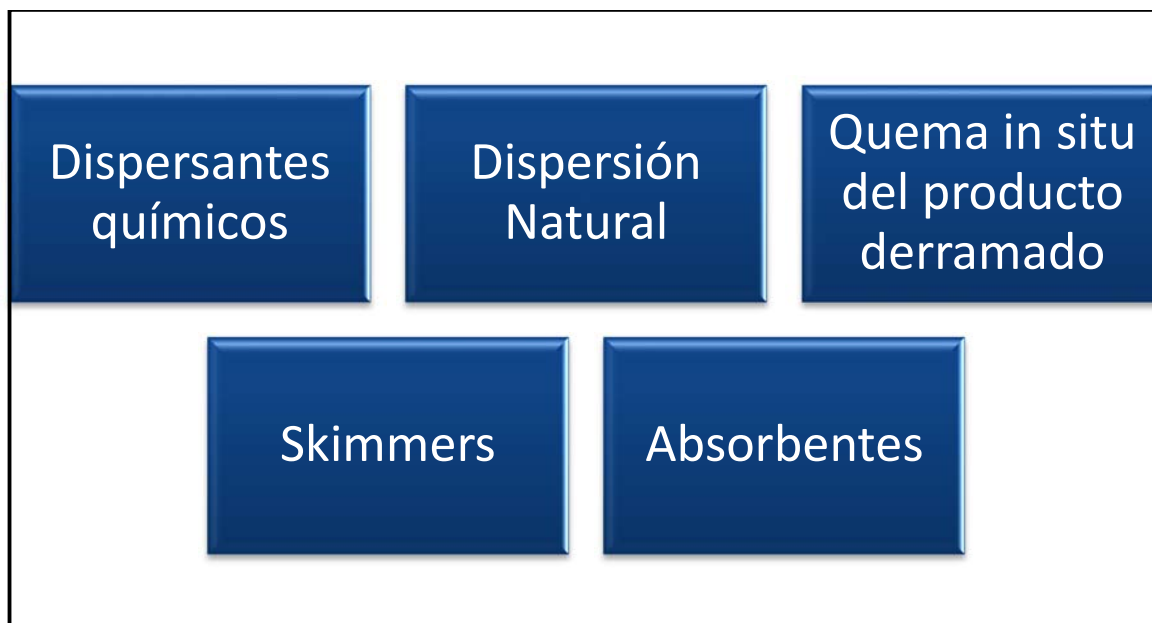 Dispersantes
químicos
Dispersión
Natural
Quema in situ
del producto
derramado
Skimmers
Absorbentes